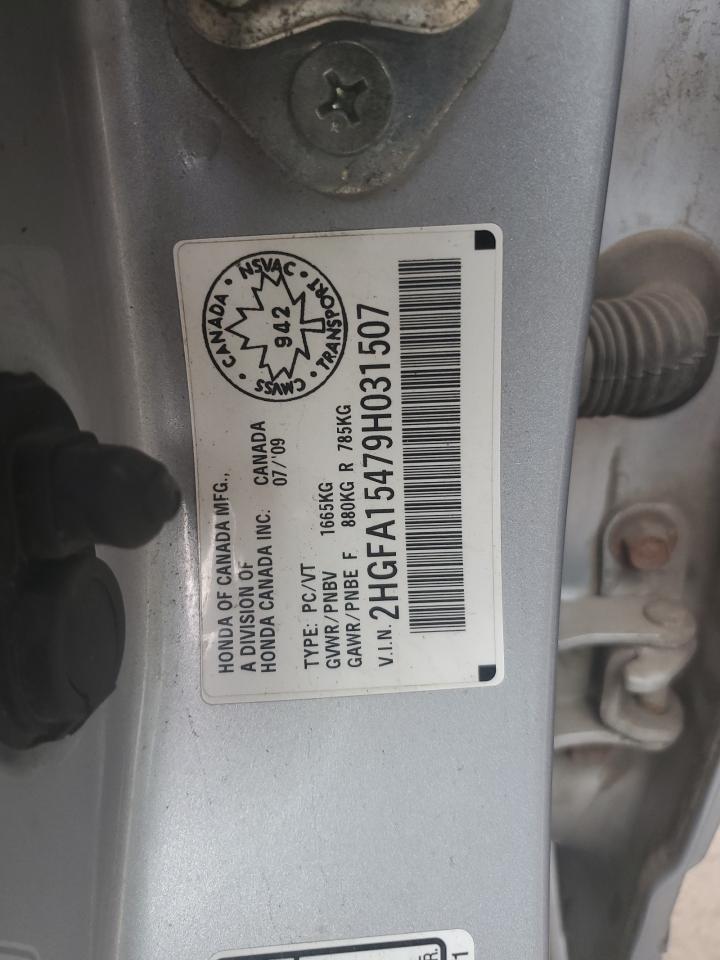 HONDA OF CANADA MFG.,
A DIVISION OF
HONDA CANADA INC. CANADA
07/'09
CANADA · NSVAC · TRANSPORT · CMVSS ·
942
TYPE: PC/VT
GVWR/PNBV 1665KG
GAWR/PNBE F 880KG R 785KG
V.I.N. 2HGFA15479H031507